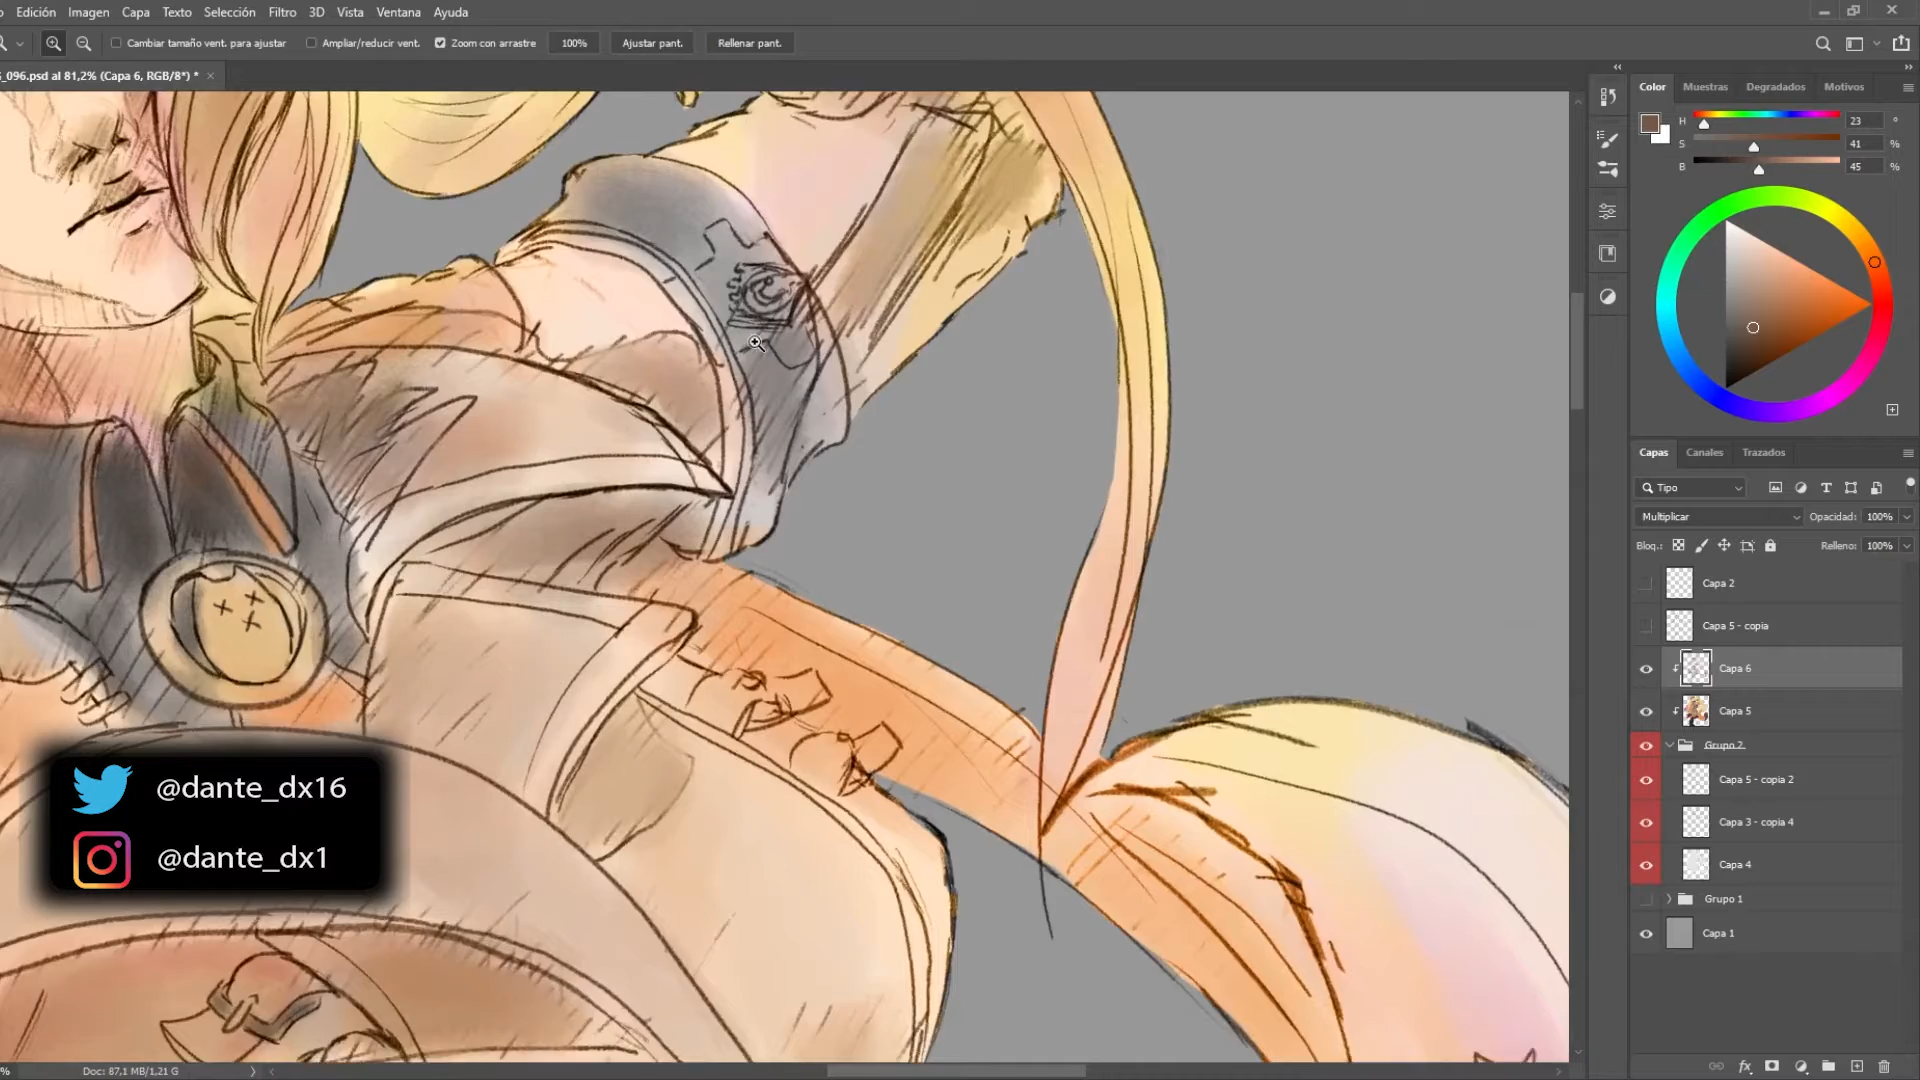 Edición Imagen Capa Texto Selección Filtro 3D Vista Ventana Ayuda
Cambiar tamaño vent. para ajustar Ampliar/reducir vent. Zoom con arrastre 100% Ajustar pant. Rellenar pant.
_096.psd al 81,2% (Capa 6, RGB/8*) *
Color Muestras Degradados Motivos
H 23 °
S 41 %
B 45 %
Capas Canales Trazados
Tipo
Multiplicar Opacidad: 100%
Bloq.: Relleno: 100%
Capa 2
Capa 5 - copia
Capa 6
Capa 5
Grupo 2
Capa 5 - copia 2
Capa 3 - copia 4
Capa 4
Grupo 1
Capa 1
@dante_dx16
@dante_dx1
% Doc: 87,1 MB/1,21 G